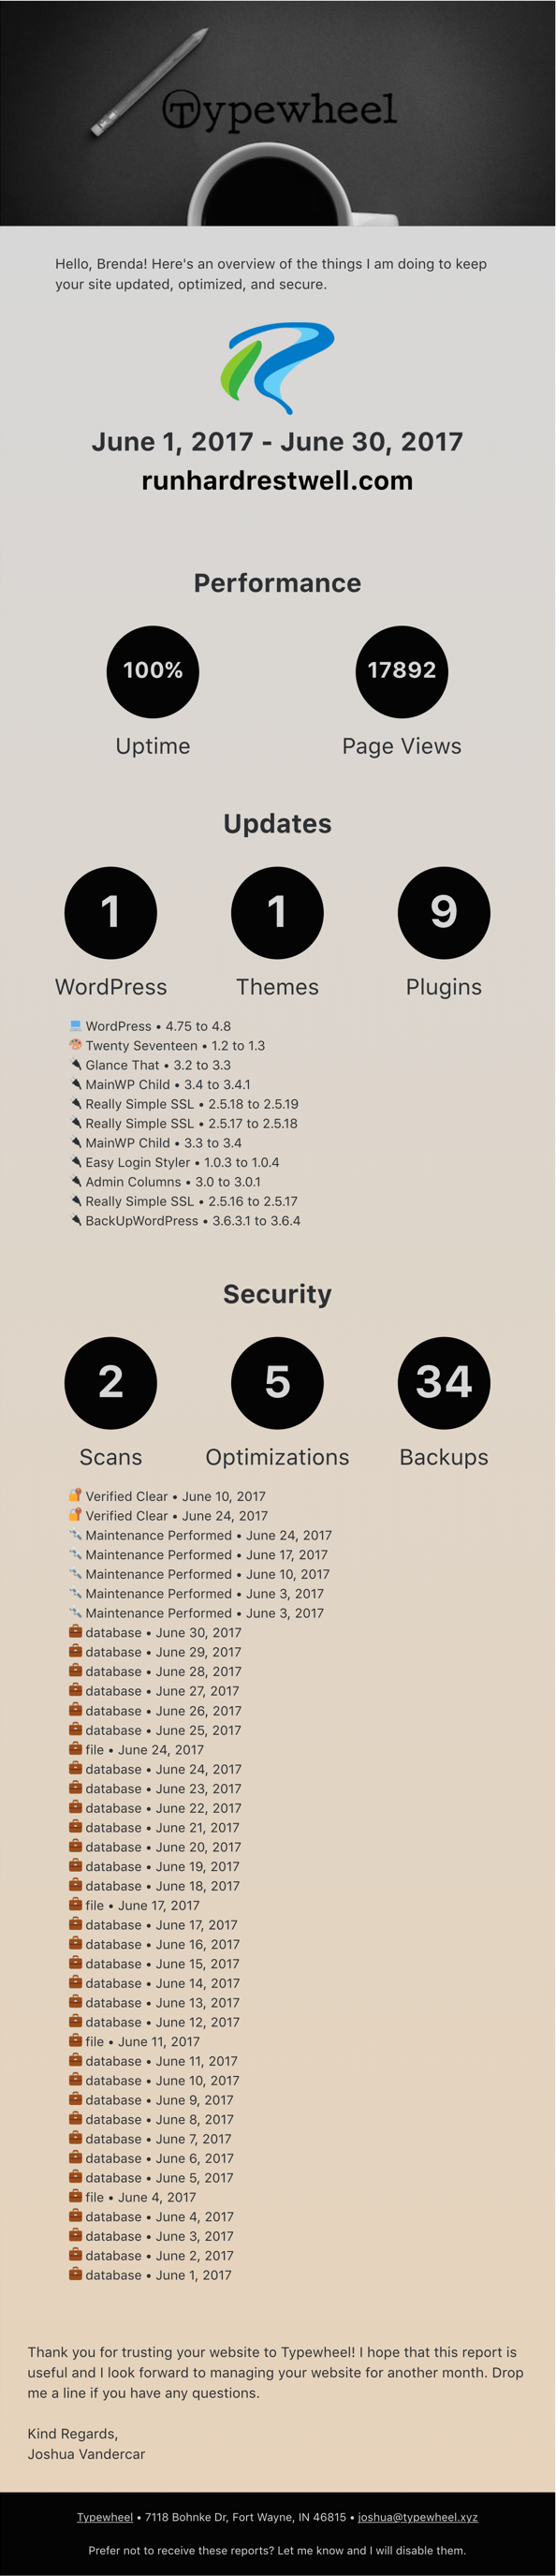 Typewheel
Hello, Brenda! Here's an overview of the things I am doing to keep
your site updated, optimized, and secure.
June 1, 2017 - June 30, 2017
runhardrestwell.com
Performance
100%
17892
Uptime
Page Views
Updates
1
1
9
WordPress
Themes
Plugins
WordPress • 4.75 to 4.8
Twenty Seventeen • 1.2 to 1.3
Glance That • 3.2 to 3.3
MainWP Child • 3.4 to 3.4.1
Really Simple SSL • 2.5.18 to 2.5.19
Really Simple SSL • 2.5.17 to 2.5.18
MainWP Child • 3.3 to 3.4
Easy Login Styler • 1.0.3 to 1.0.4
Admin Columns • 3.0 to 3.0.1
Really Simple SSL • 2.5.16 to 2.5.17
BackUpWordPress • 3.6.3.1 to 3.6.4
Security
2
5
34
Scans
Optimizations
Backups
Verified Clear • June 10, 2017
Verified Clear • June 24, 2017
Maintenance Performed • June 24, 2017
Maintenance Performed • June 17, 2017
Maintenance Performed • June 10, 2017
Maintenance Performed • June 3, 2017
Maintenance Performed • June 3, 2017
database • June 30, 2017
database • June 29, 2017
database • June 28, 2017
database • June 27, 2017
database • June 26, 2017
database • June 25, 2017
file • June 24, 2017
database • June 24, 2017
database • June 23, 2017
database • June 22, 2017
database • June 21, 2017
database • June 20, 2017
database • June 19, 2017
database • June 18, 2017
file • June 17, 2017
database • June 17, 2017
database • June 16, 2017
database • June 15, 2017
database • June 14, 2017
database • June 13, 2017
database • June 12, 2017
file • June 11, 2017
database • June 11, 2017
database • June 10, 2017
database • June 9, 2017
database • June 8, 2017
database • June 7, 2017
database • June 6, 2017
database • June 5, 2017
file • June 4, 2017
database • June 4, 2017
database • June 3, 2017
database • June 2, 2017
database • June 1, 2017
Thank you for trusting your website to Typewheel! I hope that this report is
useful and I look forward to managing your website for another month. Drop
me a line if you have any questions.
Kind Regards,
Joshua Vandercar
Typewheel • 7118 Bohnke Dr, Fort Wayne, IN 46815 • joshua@typewheel.xyz
Prefer not to receive these reports? Let me know and I will disable them.